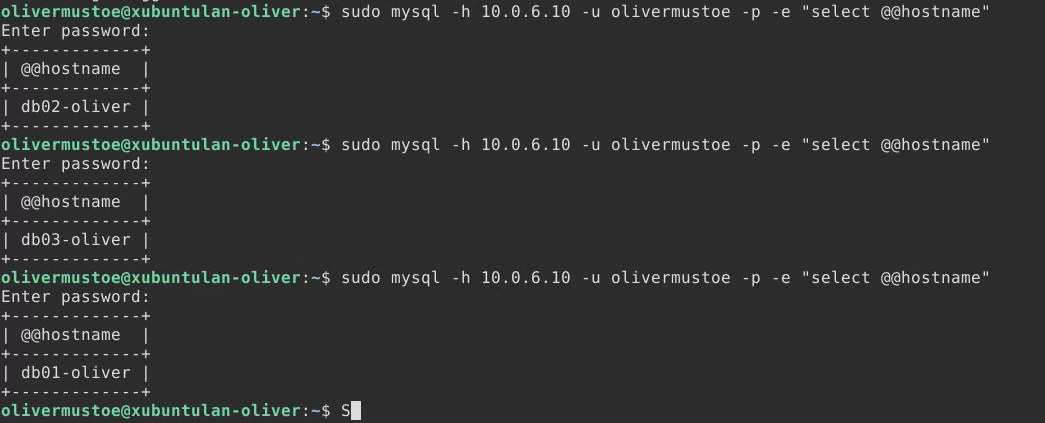 olivermustoe@xubuntulan-oliver:~$ sudo mysql -h 10.0.6.10 -u olivermustoe -p -e "select @@hostname"
Enter password:
+-------------+
| @@hostname  |
+-------------+
| db02-oliver |
+-------------+
olivermustoe@xubuntulan-oliver:~$ sudo mysql -h 10.0.6.10 -u olivermustoe -p -e "select @@hostname"
Enter password:
+-------------+
| @@hostname  |
+-------------+
| db03-oliver |
+-------------+
olivermustoe@xubuntulan-oliver:~$ sudo mysql -h 10.0.6.10 -u olivermustoe -p -e "select @@hostname"
Enter password:
+-------------+
| @@hostname  |
+-------------+
| db01-oliver |
+-------------+
olivermustoe@xubuntulan-oliver:~$ S